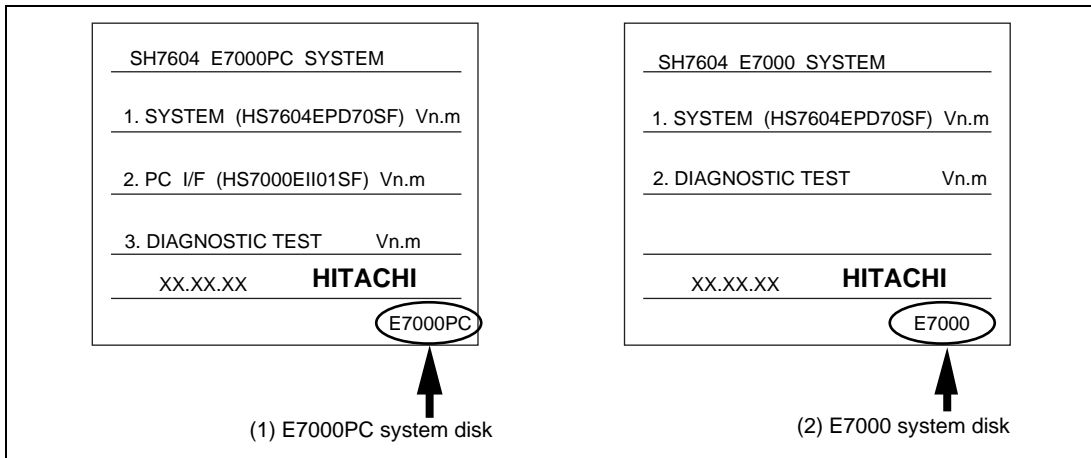 SH7604 E7000PC SYSTEM
1. SYSTEM (HS7604EPD70SF) Vn.m
2. PC I/F (HS7000EII01SF) Vn.m
3. DIAGNOSTIC TEST Vn.m
XX.XX.XX HITACHI
E7000PC
(1) E7000PC system disk
SH7604 E7000 SYSTEM
1. SYSTEM (HS7604EPD70SF) Vn.m
2. DIAGNOSTIC TEST Vn.m
XX.XX.XX HITACHI
E7000
(2) E7000 system disk